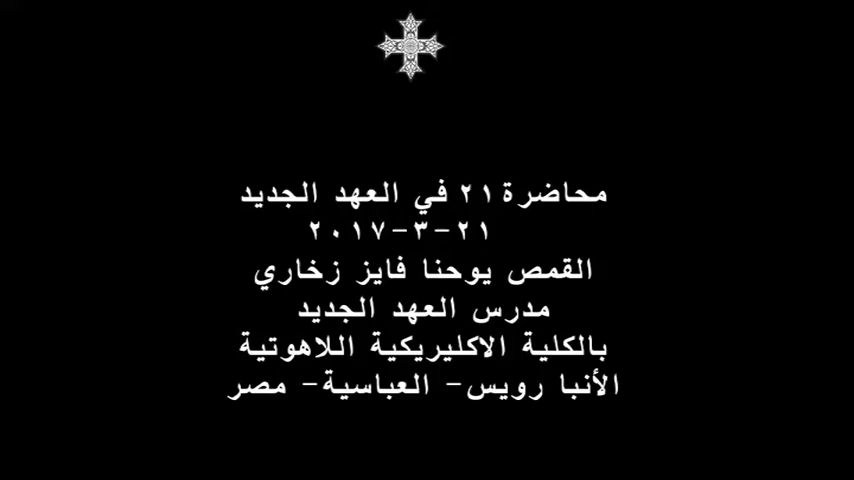 محاضرة ٢١ في العهد الجديد
٢١-٣-٢٠١٧
القمص يوحنا فايز زخاري
مدرس العهد الجديد
بالكلية الاكليريكية اللاهوتية
الأنبا رويس- العباسية- مصر